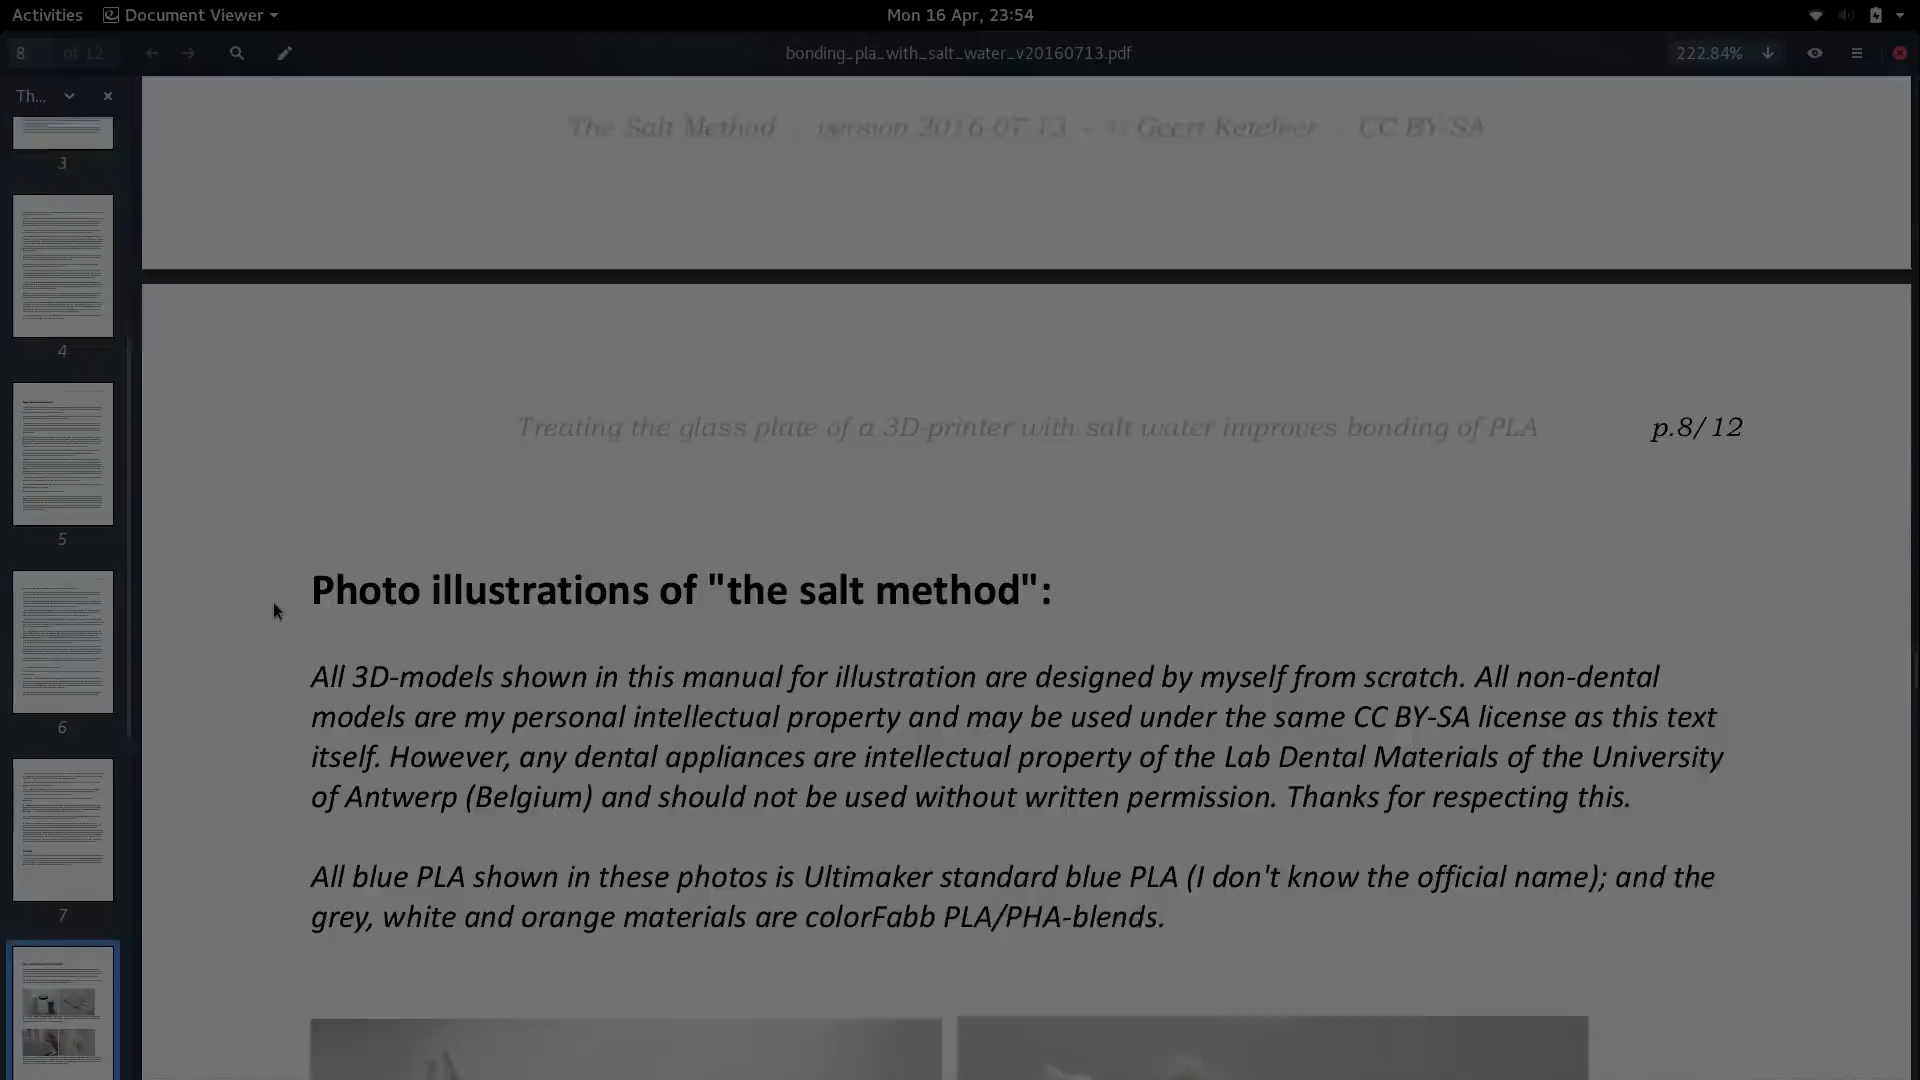 Activities
Document Viewer
Mon 16 Apr, 23:54
8 of 12
bonding_pla_with_salt_water_v20160713.pdf
222.84%
Th...
3
4
5
6
7
The Salt Method - version 2016-07-13 - Geert Keteleer - CC BY-SA
Treating the glass plate of a 3D-printer with salt water improves bonding of PLA
p.8/12
Photo illustrations of "the salt method":
All 3D-models shown in this manual for illustration are designed by myself from scratch. All non-dental
models are my personal intellectual property and may be used under the same CC BY-SA license as this text
itself. However, any dental appliances are intellectual property of the Lab Dental Materials of the University
of Antwerp (Belgium) and should not be used without written permission. Thanks for respecting this.
All blue PLA shown in these photos is Ultimaker standard blue PLA (I don't know the official name); and the
grey, white and orange materials are colorFabb PLA/PHA-blends.